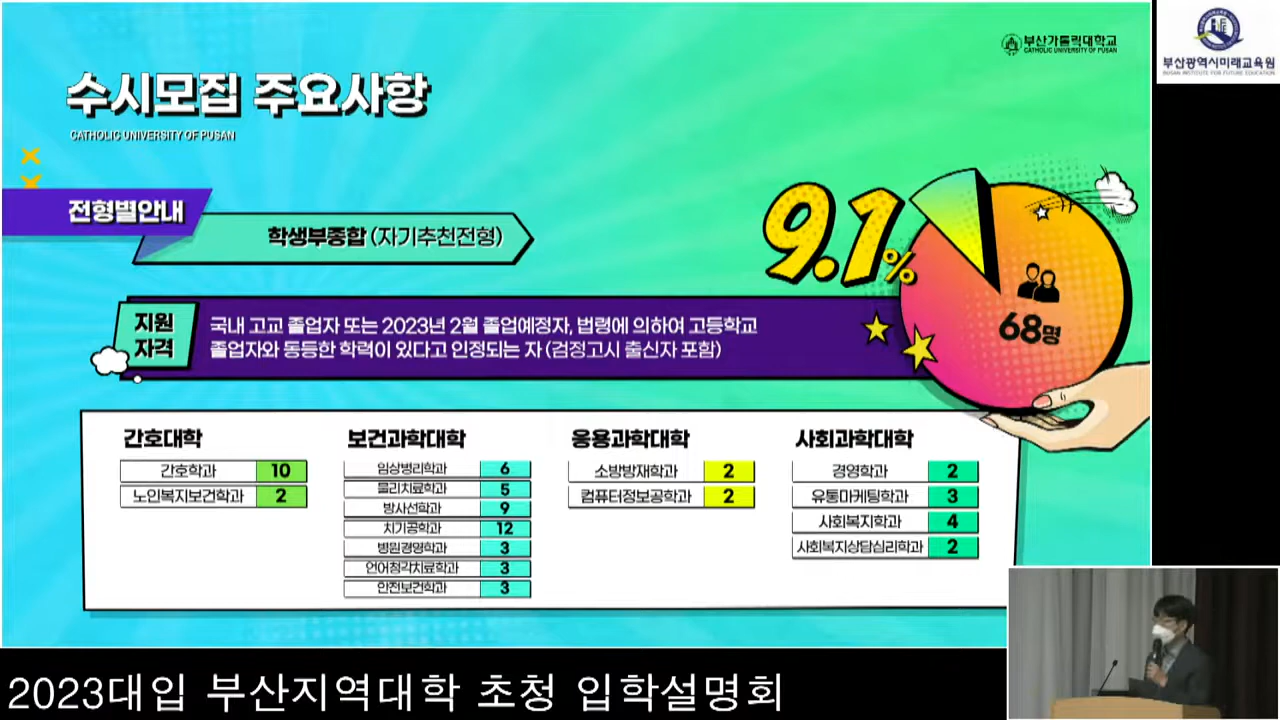 부산가톨릭대학교
CATHOLIC UNIVERSITY OF PUSAN
부산광역시미래교육원
BUSAN INSTITUTE FOR FUTURE EDUCATION
수시모집 주요사항
CATHOLIC UNIVERSITY OF PUSAN
전형별안내
학생부종합 (자기추천전형)
9.1%
68명
지원
자격
국내 고교 졸업자 또는 2023년 2월 졸업예정자, 법령에 의하여 고등학교
졸업자와 동등한 학력이 있다고 인정되는 자 (검정고시 출신자 포함)
간호대학
간호학과 10
노인복지보건학과 2
보건과학대학
임상병리학과 6
물리치료학과 5
방사선학과 9
치기공학과 12
병원경영학과 3
언어청각치료학과 3
안전보건학과 3
응용과학대학
소방방재학과 2
컴퓨터정보공학과 2
사회과학대학
경영학과 2
유통마케팅학과 3
사회복지학과 4
사회복지상담심리학과 2
2023대입 부산지역대학 초청 입학설명회